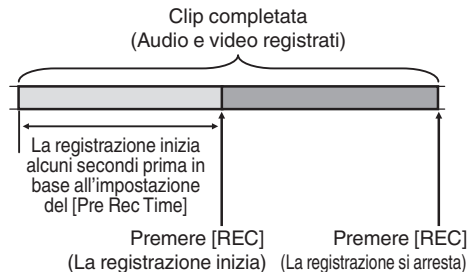 Clip completata
(Audio e video registrati)
La registrazione inizia
alcuni secondi prima in
base all'impostazione
del [Pre Rec Time]
Premere [REC]
(La registrazione inizia)
Premere [REC]
(La registrazione si arresta)